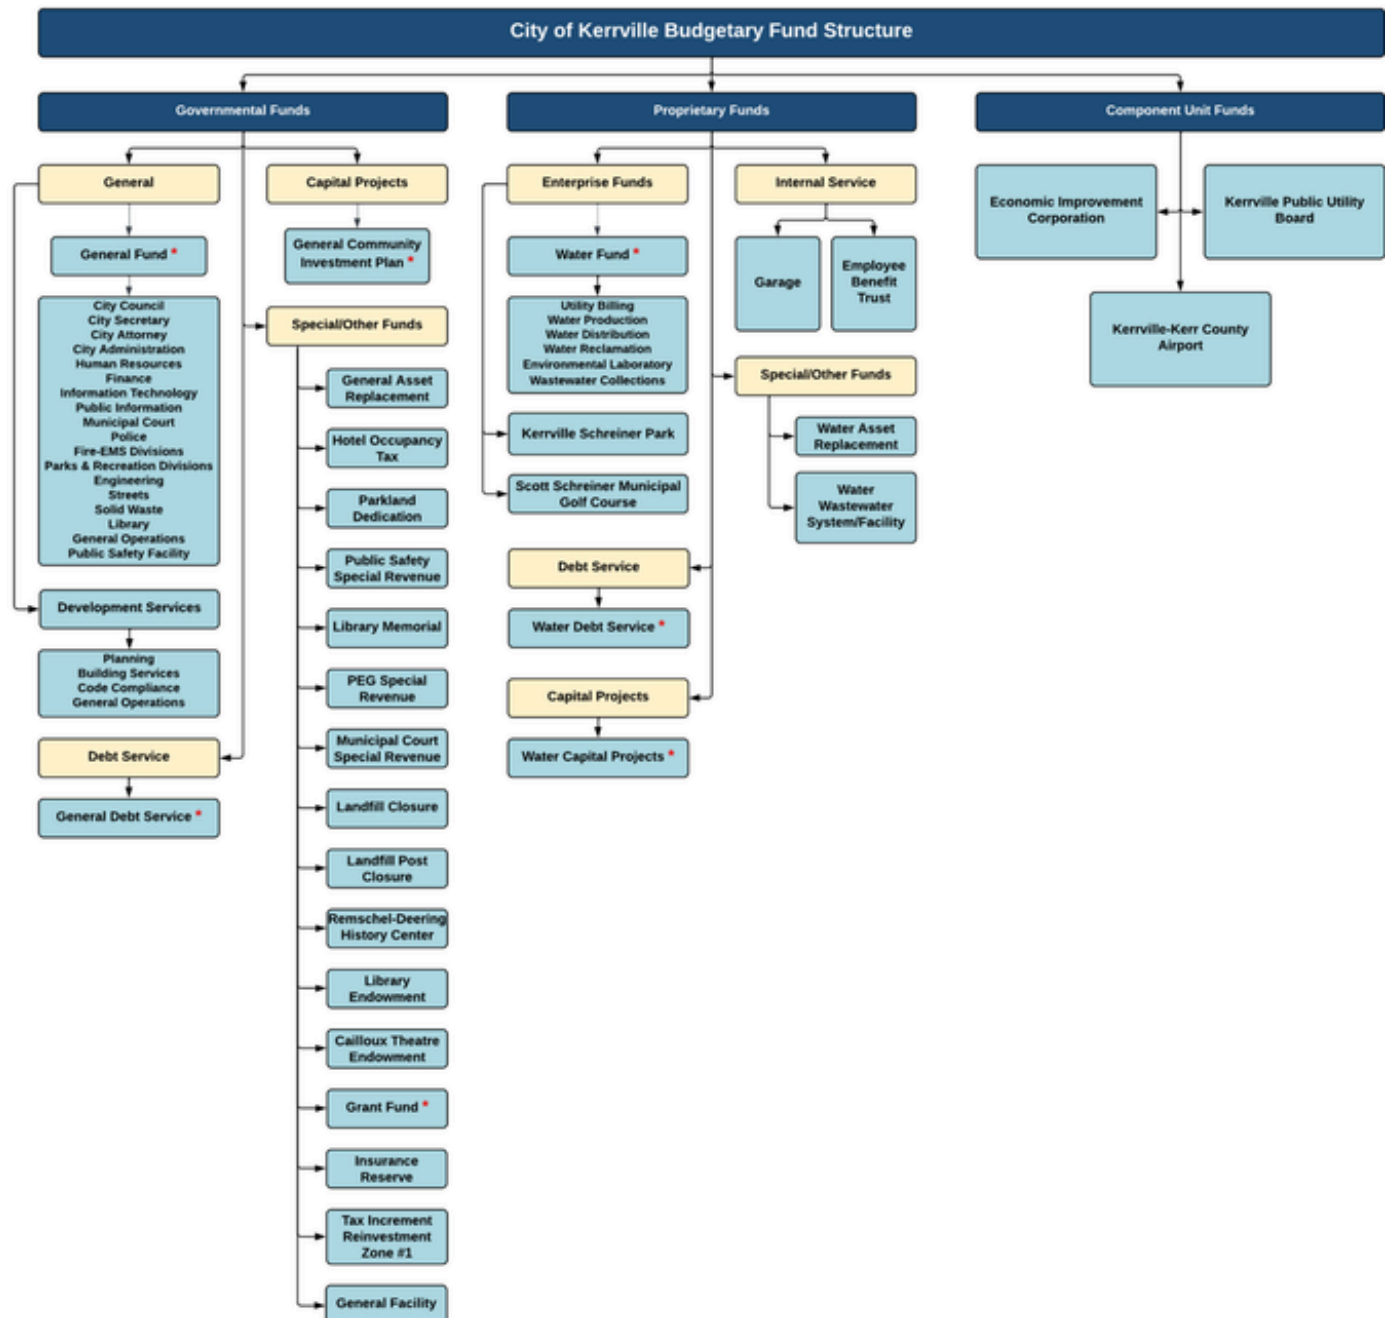 City of Kerrville Budgetary Fund Structure
Governmental Funds
General
General Fund *
City Council
City Secretary
City Attorney
City Administration
Human Resources
Finance
Information Technology
Public Information
Municipal Court
Police
Fire-EMS Divisions
Parks & Recreation Divisions
Engineering
Streets
Solid Waste
Library
General Operations
Public Safety Facility
Development Services
Planning
Building Services
Code Compliance
General Operations
Debt Service
General Debt Service *
Capital Projects
General Community
Investment Plan *
Special/Other Funds
General Asset
Replacement
Hotel Occupancy
Tax
Parkland
Dedication
Public Safety
Special Revenue
Library Memorial
PEG Special
Revenue
Municipal Court
Special Revenue
Landfill Closure
Landfill Post
Closure
Remschel-Deering
History Center
Library
Endowment
Cailloux Theatre
Endowment
Grant Fund *
Insurance
Reserve
Tax Increment
Reinvestment
Zone #1
General Facility
Proprietary Funds
Enterprise Funds
Water Fund *
Utility Billing
Water Production
Water Distribution
Water Reclamation
Environmental Laboratory
Wastewater Collections
Kerrville Schreiner Park
Scott Schreiner Municipal
Golf Course
Debt Service
Water Debt Service *
Capital Projects
Water Capital Projects *
Internal Service
Garage
Employee
Benefit
Trust
Special/Other Funds
Water Asset
Replacement
Water
Wastewater
System/Facility
Component Unit Funds
Economic Improvement
Corporation
Kerrville Public Utility
Board
Kerrville-Kerr County
Airport